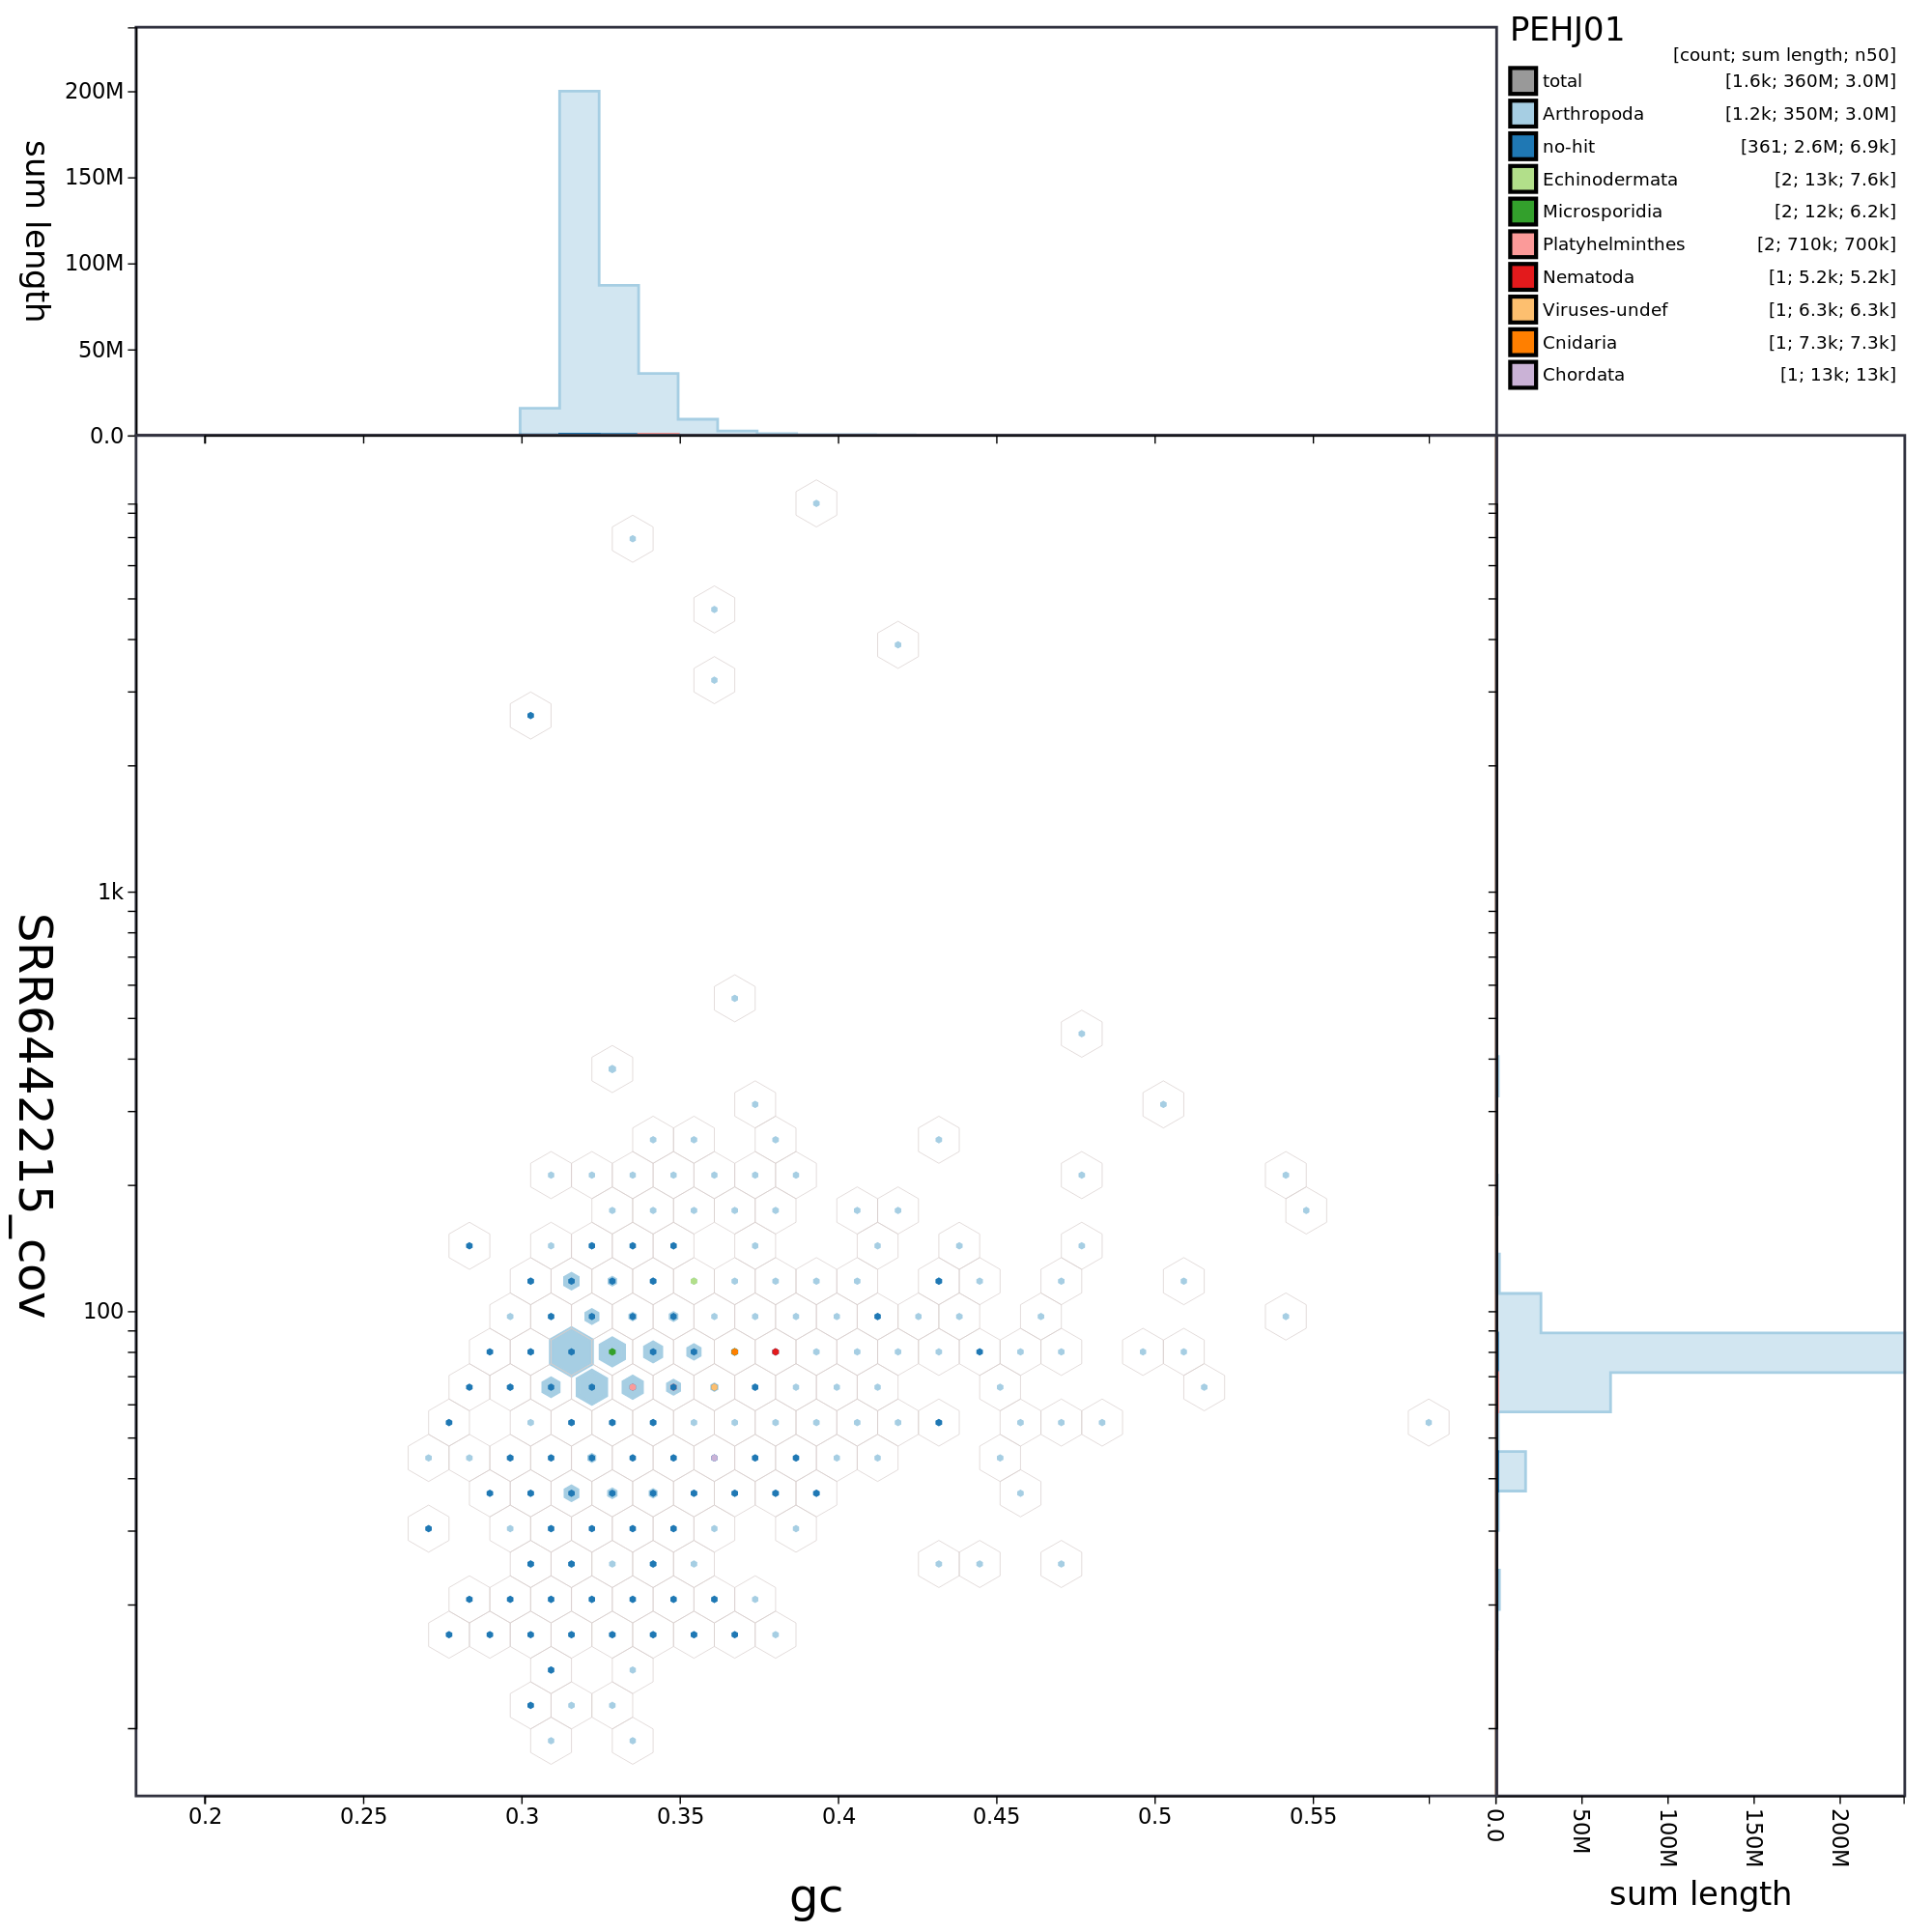 PEHJ01
[count; sum length; n50]
total [1.6k; 360M; 3.0M]
Arthropoda [1.2k; 350M; 3.0M]
no-hit [361; 2.6M; 6.9k]
Echinodermata [2; 13k; 7.6k]
Microsporidia [2; 12k; 6.2k]
Platyhelminthes [2; 710k; 700k]
Nematoda [1; 5.2k; 5.2k]
Viruses-undef [1; 6.3k; 6.3k]
Cnidaria [1; 7.3k; 7.3k]
Chordata [1; 13k; 13k]
sum length
200M
150M
100M
50M
0.0
SRR6442215_cov
1k
100
0.2 0.25 0.3 0.35 0.4 0.45 0.5 0.55
gc
0.0 50M 100M 150M 200M
sum length